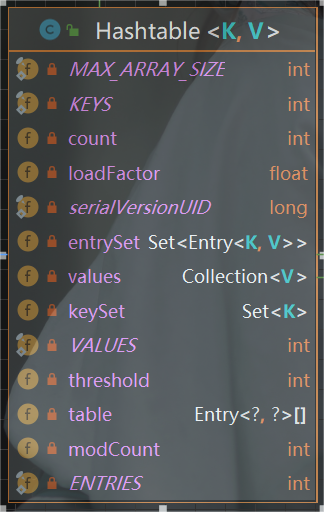 Hashtable <K, V>
MAX_ARRAY_SIZE int
KEYS int
count int
loadFactor float
serialVersionUID long
entrySet Set<Entry<K, V>>
values Collection<V>
keySet Set<K>
VALUES int
threshold int
table Entry<?, ?>[]
modCount int
ENTRIES int